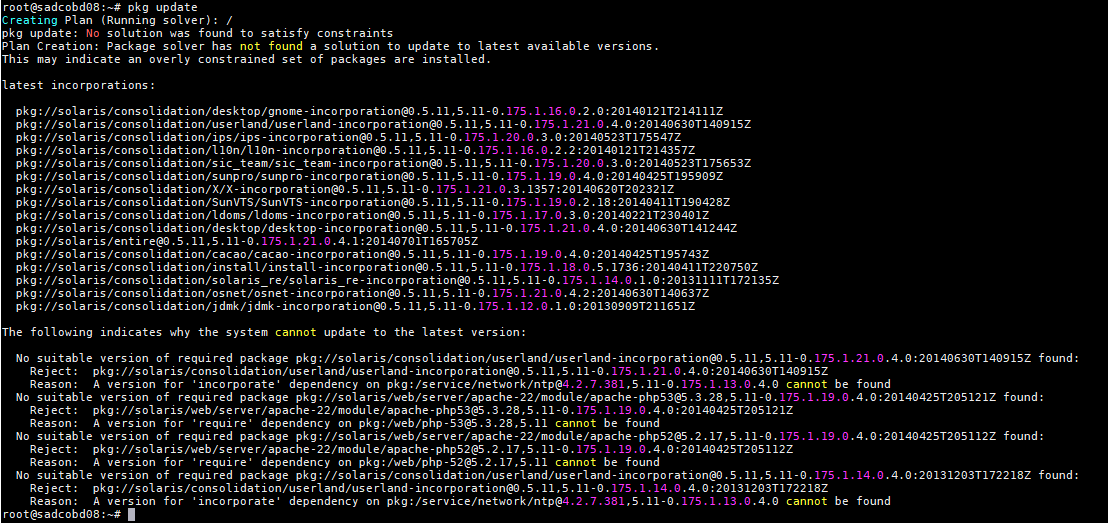 root@sadcobd08:~# pkg update
Creating Plan (Running solver): /
pkg update: No solution was found to satisfy constraints
Plan Creation: Package solver has not found a solution to update to latest available versions.
This may indicate an overly constrained set of packages are installed.
latest incorporations:
pkg://solaris/consolidation/desktop/gnome-incorporation@0.5.11,5.11-0.175.1.16.0.2.0:20140121T214111Z
pkg://solaris/consolidation/userland/userland-incorporation@0.5.11,5.11-0.175.1.21.0.4.0:20140630T140915Z
pkg://solaris/consolidation/ips/ips-incorporation@0.5.11,5.11-0.175.1.20.0.3.0:20140523T175547Z
pkg://solaris/consolidation/l10n/l10n-incorporation@0.5.11,5.11-0.175.1.16.0.2.2:20140121T214357Z
pkg://solaris/consolidation/sic_team/sic_team-incorporation@0.5.11,5.11-0.175.1.20.0.3.0:20140523T175653Z
pkg://solaris/consolidation/sunpro/sunpro-incorporation@0.5.11,5.11-0.175.1.19.0.4.0:20140425T195909Z
pkg://solaris/consolidation/X/X-incorporation@0.5.11,5.11-0.175.1.21.0.3.1357:20140620T202321Z
pkg://solaris/consolidation/SunVTS/SunVTS-incorporation@0.5.11,5.11-0.175.1.19.0.2.18:20140411T190428Z
pkg://solaris/consolidation/ldoms/ldoms-incorporation@0.5.11,5.11-0.175.1.17.0.3.0:20140221T230401Z
pkg://solaris/consolidation/desktop/desktop-incorporation@0.5.11,5.11-0.175.1.21.0.4.0:20140630T141244Z
pkg://solaris/entire@0.5.11,5.11-0.175.1.21.0.4.1:20140701T165705Z
pkg://solaris/consolidation/cacao/cacao-incorporation@0.5.11,5.11-0.175.1.19.0.4.0:20140425T195743Z
pkg://solaris/consolidation/install/install-incorporation@0.5.11,5.11-0.175.1.18.0.5.1736:20140411T220750Z
pkg://solaris/consolidation/solaris_re/solaris_re-incorporation@0.5.11,5.11-0.175.1.14.0.1.0:20131111T172135Z
pkg://solaris/consolidation/osnet/osnet-incorporation@0.5.11,5.11-0.175.1.21.0.4.2:20140630T140637Z
pkg://solaris/consolidation/jdmk/jdmk-incorporation@0.5.11,5.11-0.175.1.12.0.1.0:20130909T211651Z
The following indicates why the system cannot update to the latest version:
No suitable version of required package pkg://solaris/consolidation/userland/userland-incorporation@0.5.11,5.11-0.175.1.21.0.4.0:20140630T140915Z found:
Reject: pkg://solaris/consolidation/userland/userland-incorporation@0.5.11,5.11-0.175.1.21.0.4.0:20140630T140915Z
Reason: A version for 'incorporate' dependency on pkg:/service/network/ntp@4.2.7.381,5.11-0.175.1.13.0.4.0 cannot be found
No suitable version of required package pkg://solaris/web/server/apache-22/module/apache-php53@5.3.28,5.11-0.175.1.19.0.4.0:20140425T205121Z found:
Reject: pkg://solaris/web/server/apache-22/module/apache-php53@5.3.28,5.11-0.175.1.19.0.4.0:20140425T205121Z
Reason: A version for 'require' dependency on pkg:/web/php-53@5.3.28,5.11 cannot be found
No suitable version of required package pkg://solaris/web/server/apache-22/module/apache-php52@5.2.17,5.11-0.175.1.19.0.4.0:20140425T205112Z found:
Reject: pkg://solaris/web/server/apache-22/module/apache-php52@5.2.17,5.11-0.175.1.19.0.4.0:20140425T205112Z
Reason: A version for 'require' dependency on pkg:/web/php-52@5.2.17,5.11 cannot be found
No suitable version of required package pkg://solaris/consolidation/userland/userland-incorporation@0.5.11,5.11-0.175.1.14.0.4.0:20131203T172218Z found:
Reject: pkg://solaris/consolidation/userland/userland-incorporation@0.5.11,5.11-0.175.1.14.0.4.0:20131203T172218Z
Reason: A version for 'incorporate' dependency on pkg:/service/network/ntp@4.2.7.381,5.11-0.175.1.13.0.4.0 cannot be found
root@sadcobd08:~#